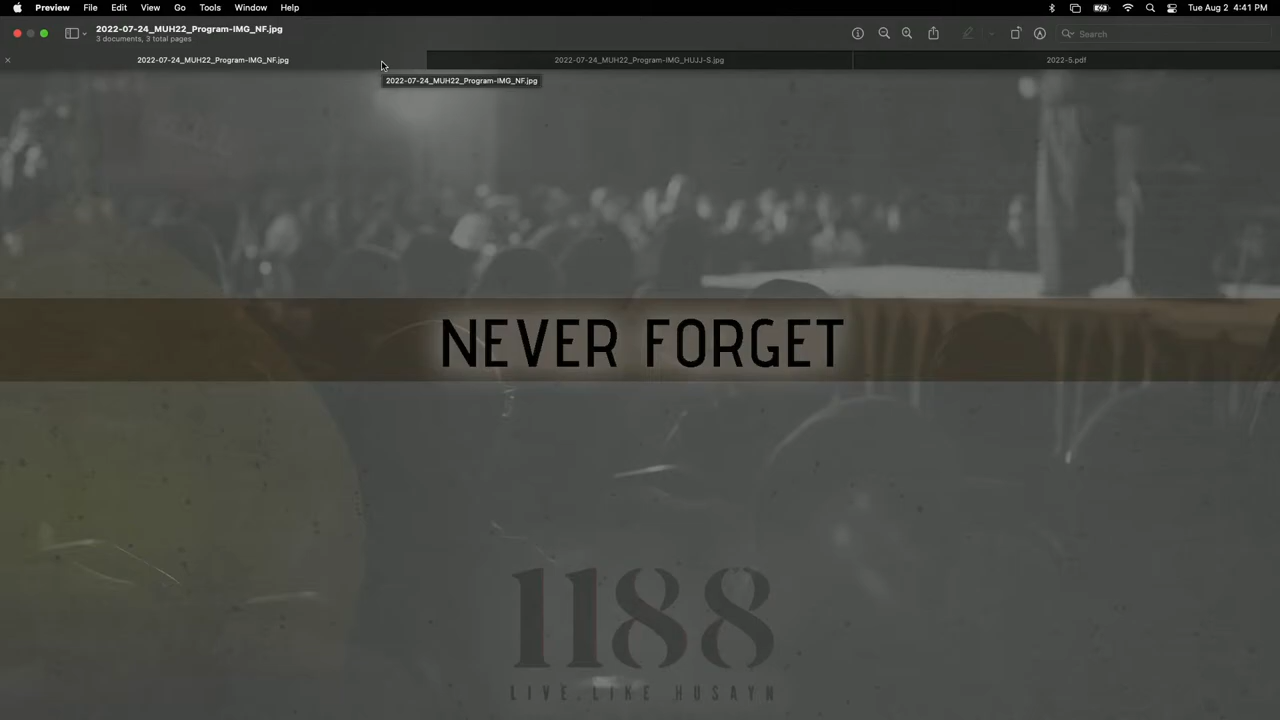 Preview File Edit View Go Tools Window Help
Tue Aug 2 4:41 PM
2022-07-24_MUH22_Program-IMG_NF.jpg
3 documents, 3 total pages
Search
2022-07-24_MUH22_Program-IMG_NF.jpg
2022-07-24_MUH22_Program-IMG_HUJJ-S.jpg
2022-5.pdf
2022-07-24_MUH22_Program-IMG_NF.jpg
NEVER FORGET
1188
LIVE.LIKE HUSAYN